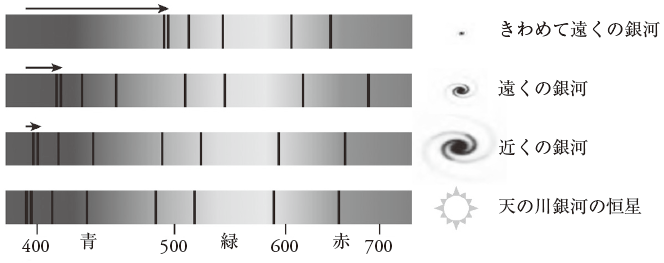 きわめて遠くの銀河
遠くの銀河
近くの銀河
天の川銀河の恒星
400 青 500 緑 600 赤 700